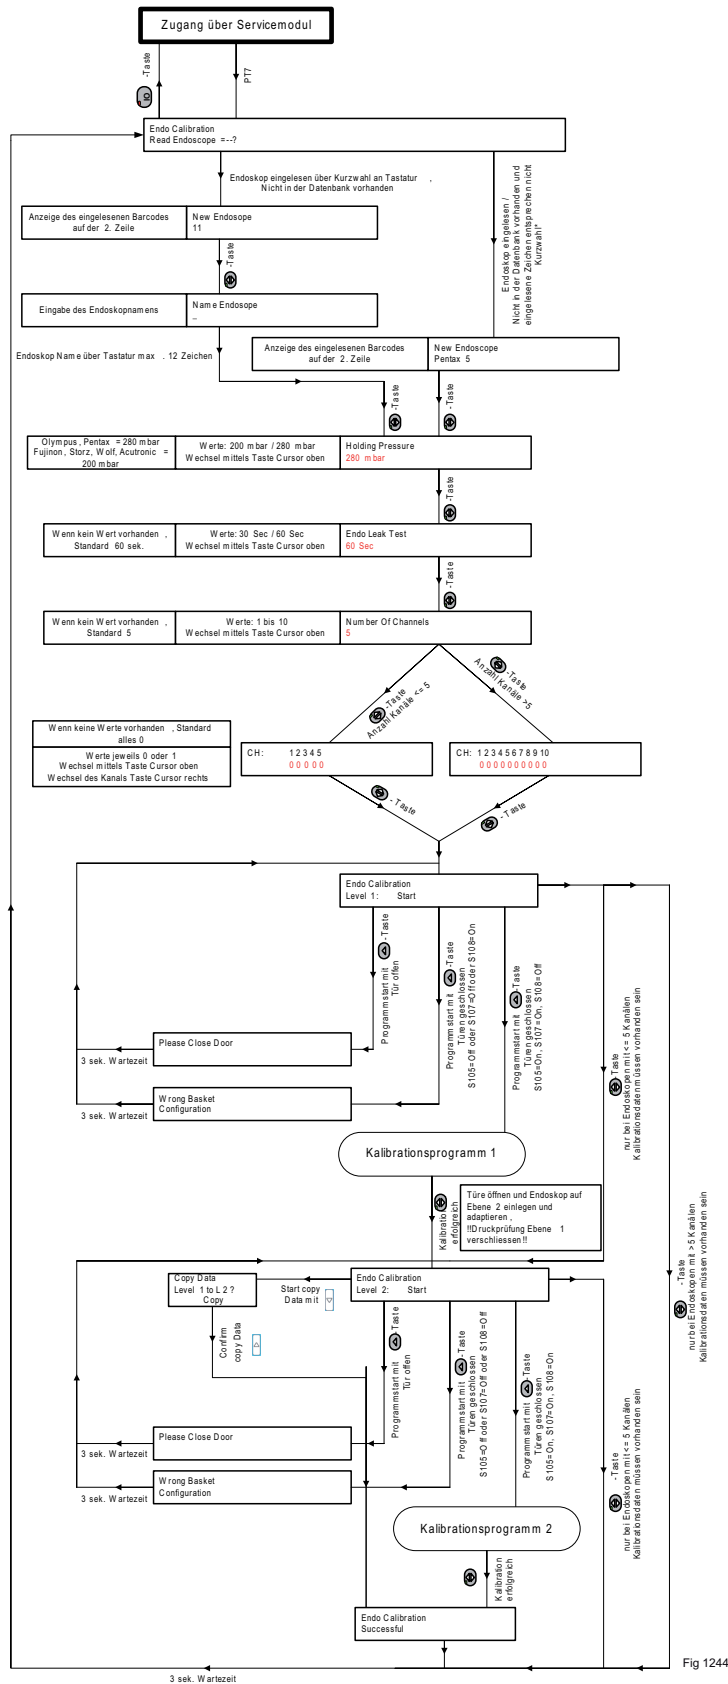 Zugang über Servicemodul
-Taste
PT7
Endo Calibration
Read Endoscope =--?
Endoskop eingelesen über Kurzwahl an Tastatur ,
Nicht in der Datenbank vorhanden
Endoskop eingelesen /
Nicht in der Datenbank vorhanden und
eingelesene Zeichen entsprechen nicht
Kurzwahl*
Anzeige des eingelesenen Barcodes
auf der 2. Zeile
New Endosope
11
-Taste
Eingabe des Endoskopnamens
Name Endosope
_
Endoskop Name über Tastatur max . 12 Zeichen
Anzeige des eingelesenen Barcodes
auf der 2. Zeile
New Endoscope
Pentax 5
-Taste
-Taste
Olympus, Pentax = 280 mbar
Fujinon, Storz, Wolf, Acutronic =
200 mbar
Werte: 200 mbar / 280 mbar
Wechsel mittels Taste Cursor oben
Holding Pressure
280 mbar
-Taste
Wenn kein Wert vorhanden ,
Standard 60 sek.
Werte: 30 Sec / 60 Sec
Wechsel mittels Taste Cursor oben
Endo Leak Test
60 Sec
-Taste
Wenn kein Wert vorhanden ,
Standard 5
Werte: 1 bis 10
Wechsel mittels Taste Cursor oben
Number Of Channels
5
-Taste
Anzahl Kanäle <= 5
-Taste
Anzahl Kanäle >5
Wenn keine Werte vorhanden , Standard
alles 0
Werte jeweils 0 oder 1
Wechsel mittels Taste Cursor oben
Wechsel des Kanals Taste Cursor rechts
CH: 1 2 3 4 5
0 0 0 0 0
CH: 1 2 3 4 5 6 7 8 9 10
0 0 0 0 0 0 0 0 0 0
- Taste
- Taste
Endo Calibration
Level 1: Start
-Taste
Programmstart mit
Tür offen
-Taste
Programmstart mit
Türen geschlossen
S105=Off oder S107=Off oder S108=On
-Taste
Programmstart mit
Türen geschlossen
S105=On, S107=On, S108=Off
Please Close Door
3 sek. Wartezeit
Wrong Basket
Configuration
3 sek. Wartezeit
-Taste
nur bei Endoskopen mit <= 5 Kanälen
Kalibrationsdaten müssen vorhanden sein
Kalibrationsprogramm 1
Kalibration
erfolgreich
Türe öffnen und Endoskop auf
Ebene 2 einlegen und
adaptieren ,
!!Druckprüfung Ebene 1
verschliessen!!
-Taste
nur bei Endoskopen mit >5 Kanälen
Kalibrationsdaten müssen vorhanden sein
Copy Data
Level 1 to L2 ?
Copy
Start copy
Data mit
Endo Calibration
Level 2: Start
Confirm
copy Data
-Taste
Programmstart mit
Tür offen
-Taste
Programmstart mit
Türen geschlossen
S105=Off oder S107=Off oder S108=Off
-Taste
Programmstart mit
Türen geschlossen
S105=On, S107=On, S108=On
Please Close Door
3 sek. Wartezeit
Wrong Basket
Configuration
3 sek. Wartezeit
-Taste
nur bei Endoskopen mit <= 5 Kanälen
Kalibrationsdaten müssen vorhanden sein
Kalibrationsprogramm 2
Kalibration
erfolgreich
Endo Calibration
Successful
3 sek. Wartezeit
Fig 1244